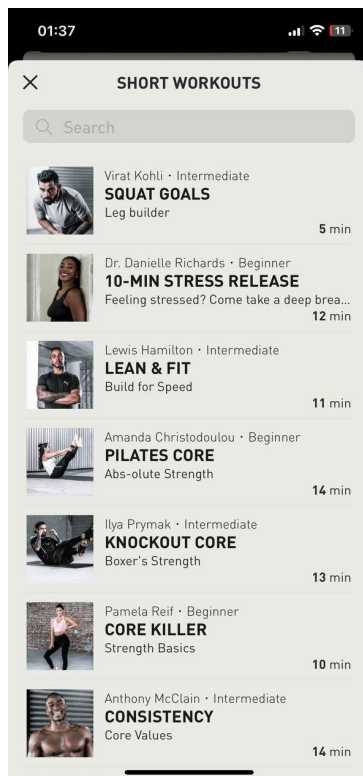 01:37
11
SHORT WORKOUTS
Search
Virat Kohli • Intermediate
SQUAT GOALS
Leg builder
5 min
Dr. Danielle Richards • Beginner
10-MIN STRESS RELEASE
Feeling stressed? Come take a deep brea...
12 min
Lewis Hamilton • Intermediate
LEAN & FIT
Build for Speed
11 min
Amanda Christodoulou • Beginner
PILATES CORE
Abs-olute Strength
14 min
Ilya Prymak • Intermediate
KNOCKOUT CORE
Boxer's Strength
13 min
Pamela Reif • Beginner
CORE KILLER
Strength Basics
10 min
Anthony McClain • Intermediate
CONSISTENCY
Core Values
14 min